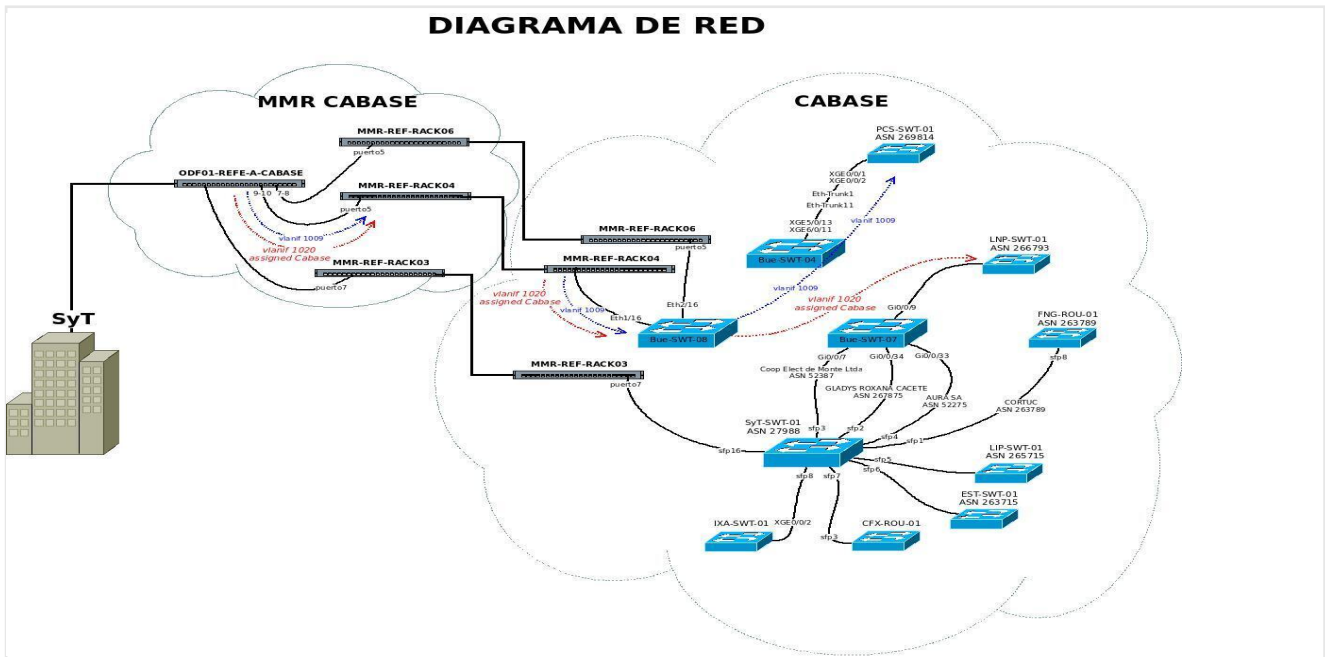 DIAGRAMA DE RED
MMR CABASE
CABASE
MMR-REF-RACK06
puerto5
ODF01-REFE-A-CABASE
9-10 7-8
MMR-REF-RACK04
puerto5
vlanif 1009
vlanif 1020
assigned Cabase
MMR-REF-RACK03
puerto7
SyT
PCS-SWT-01
ASN 269814
XGE0/0/1
XGE0/0/2
Eth-Trunk1
Eth-Trunk11
vlanif 1009
XGE5/0/13
XGE6/0/11
Bue-SWT-04
MMR-REF-RACK06
puerto5
MMR-REF-RACK04
LNP-SWT-01
ASN 266793
vlanif 1020
assigned Cabase
vlanif 1009
Eth1/16
Eth2/16
Bue-SWT-08
vlanif 1009
vlanif 1020
assigned Cabase
Gi0/0/9
Bue-SWT-07
FNG-ROU-01
ASN 263789
sfp8
MMR-REF-RACK03
puerto7
Gi0/0/7
Gi0/0/34
Gi0/0/33
Coop Elect de Monte Ltda
ASN 52387
GLADYS ROXANA CACETE
ASN 267875
AURA SA
ASN 52275
CORTUC
ASN 263789
SyT-SWT-01
ASN 27988
sfp3
sfp2
sfp4
sfp1
sfp16
sfp5
sfp6
sfp8
sfp7
LIP-SWT-01
ASN 265715
EST-SWT-01
ASN 263715
IXA-SWT-01
XGE0/0/2
CFX-ROU-01
sfp3